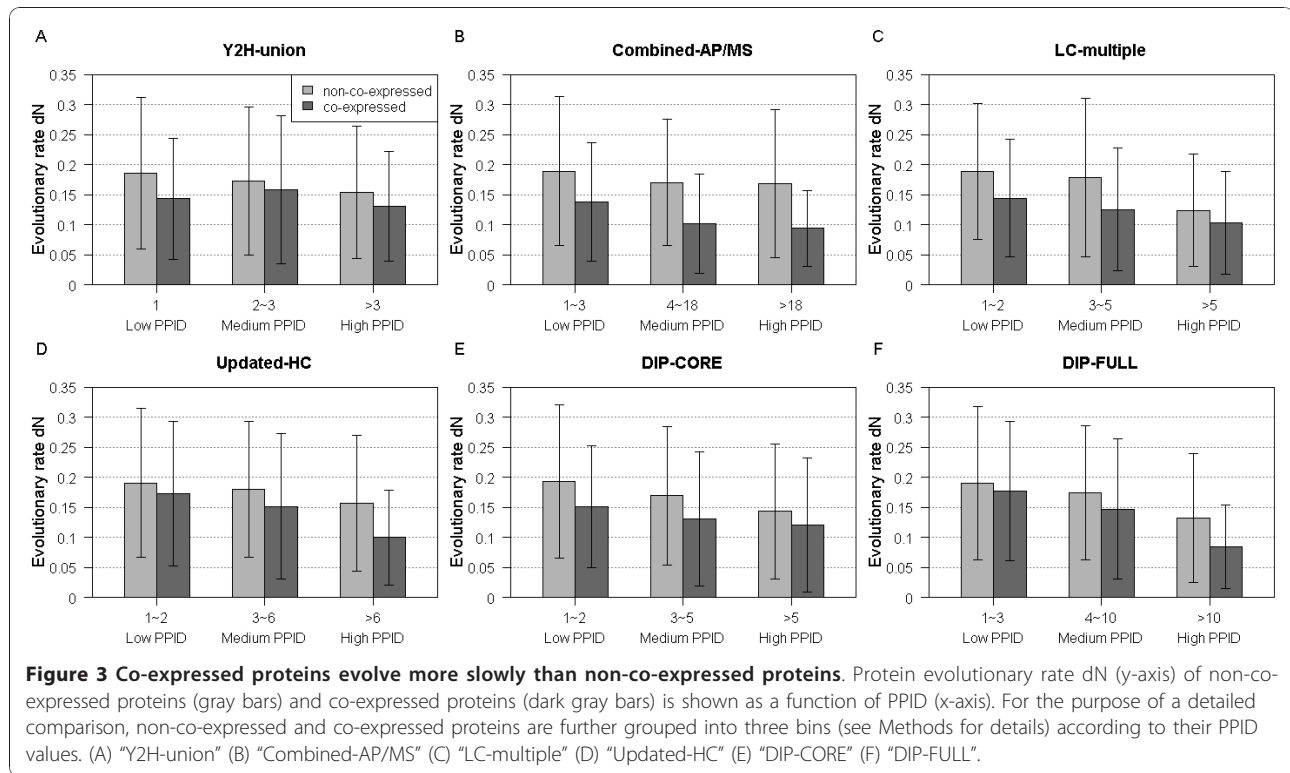 A
Y2H-union
Evolutionary rate dN
0.35
0.3
0.25
0.2
0.15
0.1
0.05
0
non-co-expressed
co-expressed
1
2~3
>3
Low PPID
Medium PPID
High PPID
B
Combined-AP/MS
Evolutionary rate dN
0.35
0.3
0.25
0.2
0.15
0.1
0.05
0
1~3
4~18
>18
Low PPID
Medium PPID
High PPID
C
LC-multiple
Evolutionary rate dN
0.35
0.3
0.25
0.2
0.15
0.1
0.05
0
1~2
3~5
>5
Low PPID
Medium PPID
High PPID
D
Updated-HC
Evolutionary rate dN
0.35
0.3
0.25
0.2
0.15
0.1
0.05
0
1~2
3~6
>6
Low PPID
Medium PPID
High PPID
E
DIP-CORE
Evolutionary rate dN
0.35
0.3
0.25
0.2
0.15
0.1
0.05
0
1~2
3~5
>5
Low PPID
Medium PPID
High PPID
F
DIP-FULL
Evolutionary rate dN
0.35
0.3
0.25
0.2
0.15
0.1
0.05
0
1~3
4~10
>10
Low PPID
Medium PPID
High PPID
Figure 3 Co-expressed proteins evolve more slowly than non-co-expressed proteins. Protein evolutionary rate dN (y-axis) of non-co-
expressed proteins (gray bars) and co-expressed proteins (dark gray bars) is shown as a function of PPID (x-axis). For the purpose of a detailed
comparison, non-co-expressed and co-expressed proteins are further grouped into three bins (see Methods for details) according to their PPID
values. (A) “Y2H-union” (B) “Combined-AP/MS” (C) “LC-multiple” (D) “Updated-HC” (E) “DIP-CORE” (F) “DIP-FULL”.